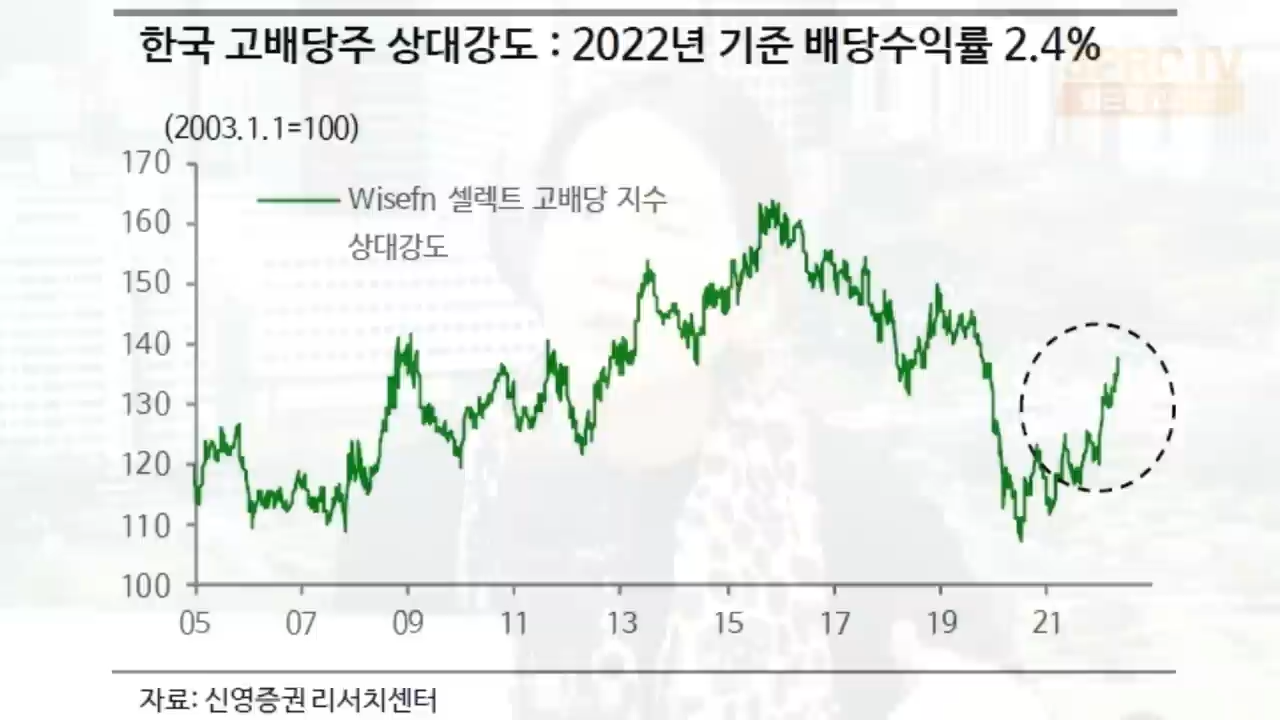 한국 고배당주 상대강도 : 2022년 기준 배당수익률 2.4%
(2003.1.1=100)
170
160
150
140
130
120
110
100
Wisefn 셀렉트 고배당 지수
상대강도
05 07 09 11 13 15 17 19 21
자료: 신영증권 리서치센터